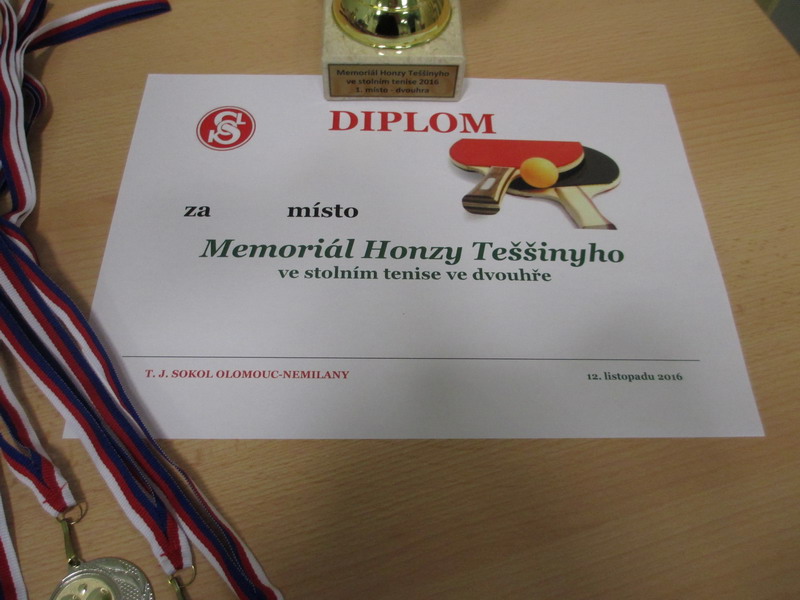 Memoriál Honzy Teššinyho
ve stolním tenise 2016
1. místo - dvouhra
DIPLOM
za místo
Memoriál Honzy Teššinyho
ve stolním tenise ve dvouhře
T. J. SOKOL OLOMOUC-NEMILANY
12. listopadu 2016